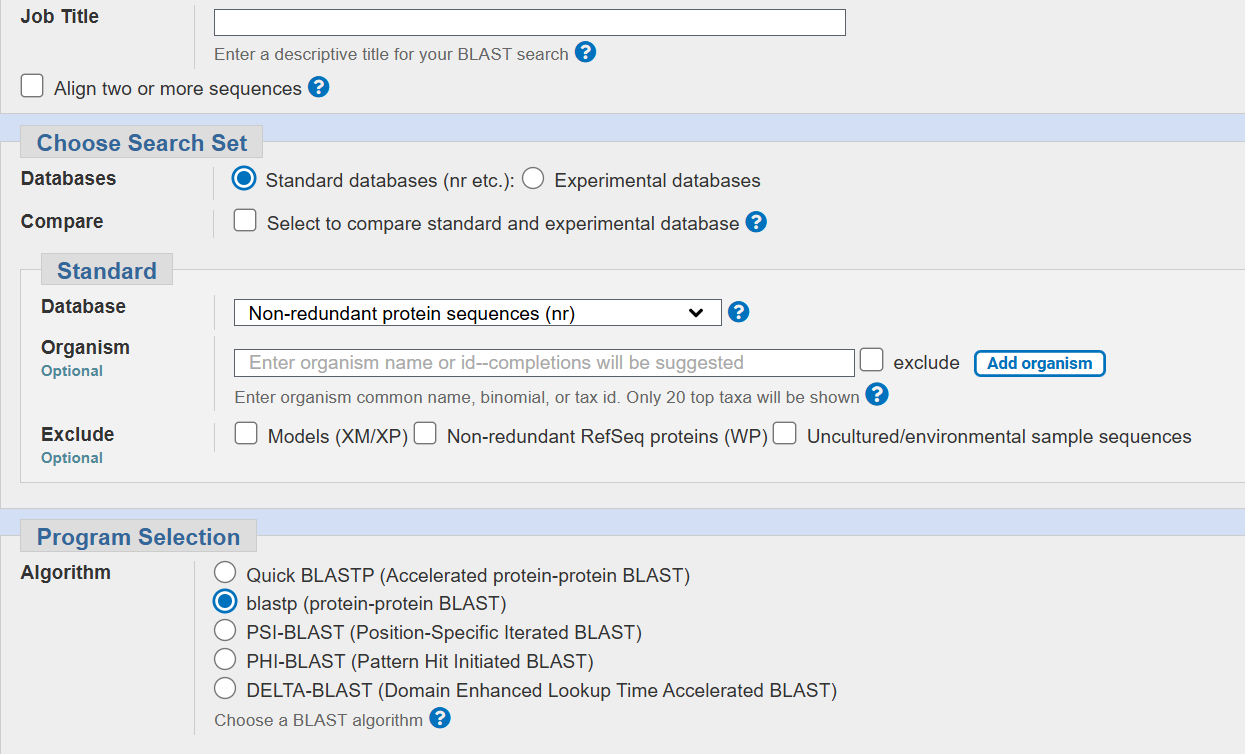 Job Title
Enter a descriptive title for your BLAST search ?
Align two or more sequences ?
Choose Search Set
Databases Standard databases (nr etc.): Experimental databases
Compare Select to compare standard and experimental database ?
Standard
Database Non-redundant protein sequences (nr) ?
Organism
Optional
Enter organism name or id--completions will be suggested exclude Add organism
Enter organism common name, binomial, or tax id. Only 20 top taxa will be shown ?
Exclude
Optional
Models (XM/XP) Non-redundant RefSeq proteins (WP) Uncultured/environmental sample sequences
Program Selection
Algorithm
Quick BLASTP (Accelerated protein-protein BLAST)
blastp (protein-protein BLAST)
PSI-BLAST (Position-Specific Iterated BLAST)
PHI-BLAST (Pattern Hit Initiated BLAST)
DELTA-BLAST (Domain Enhanced Lookup Time Accelerated BLAST)
Choose a BLAST algorithm ?